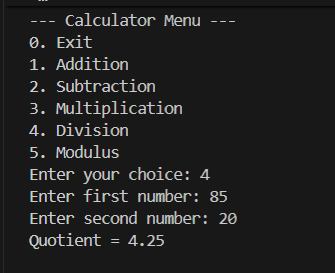 --- Calculator Menu ---
0. Exit
1. Addition
2. Subtraction
3. Multiplication
4. Division
5. Modulus
Enter your choice: 4
Enter first number: 85
Enter second number: 20
Quotient = 4.25